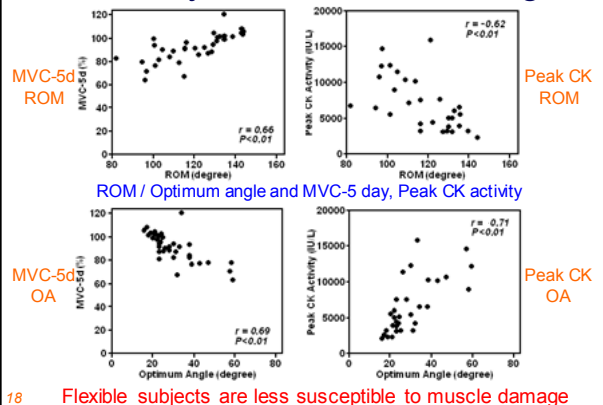 MVC-5d
ROM
MVC-5d (%)
120
100
80
60
40
20
0
r = 0.66
P<0.01
80 100 120 140 160
ROM (degree)
Peak CK Activity (IU/L)
20000
15000
10000
5000
0
r = -0.62
P<0.01
80 100 120 140 160
ROM (degree)
Peak CK
ROM
ROM / Optimum angle and MVC-5 day, Peak CK activity
MVC-5d
OA
MVC-5d (%)
120
100
80
60
40
20
0
r = 0.69
P<0.01
0 20 40 60 80
Optimum Angle (degree)
Peak CK Activity (IU/L)
20000
15000
10000
5000
0
r = 0.71
P<0.01
0 20 40 60 80
Optimum Angle (degree)
Peak CK
OA
18 Flexible subjects are less susceptible to muscle damage